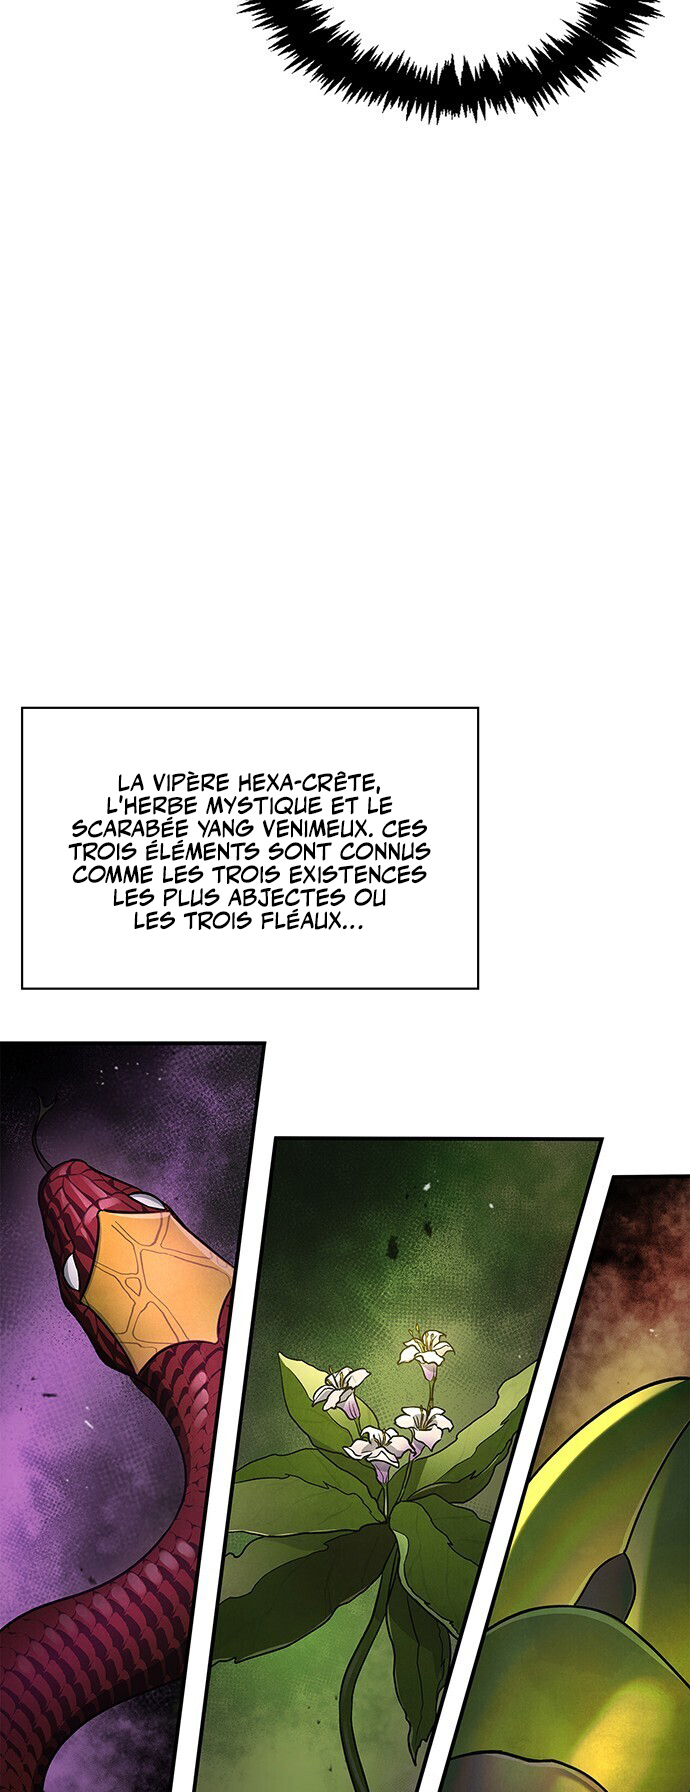 LA VIPÈRE HEXA-CRÊTE,
L'HERBE MYSTIQUE ET LE
SCARABÉE YANG VENIMEUX. CES
TROIS ÉLÉMENTS SONT CONNUS
COMME LES TROIS EXISTENCES
LES PLUS ABJECTES OU
LES TROIS FLÉAUX...